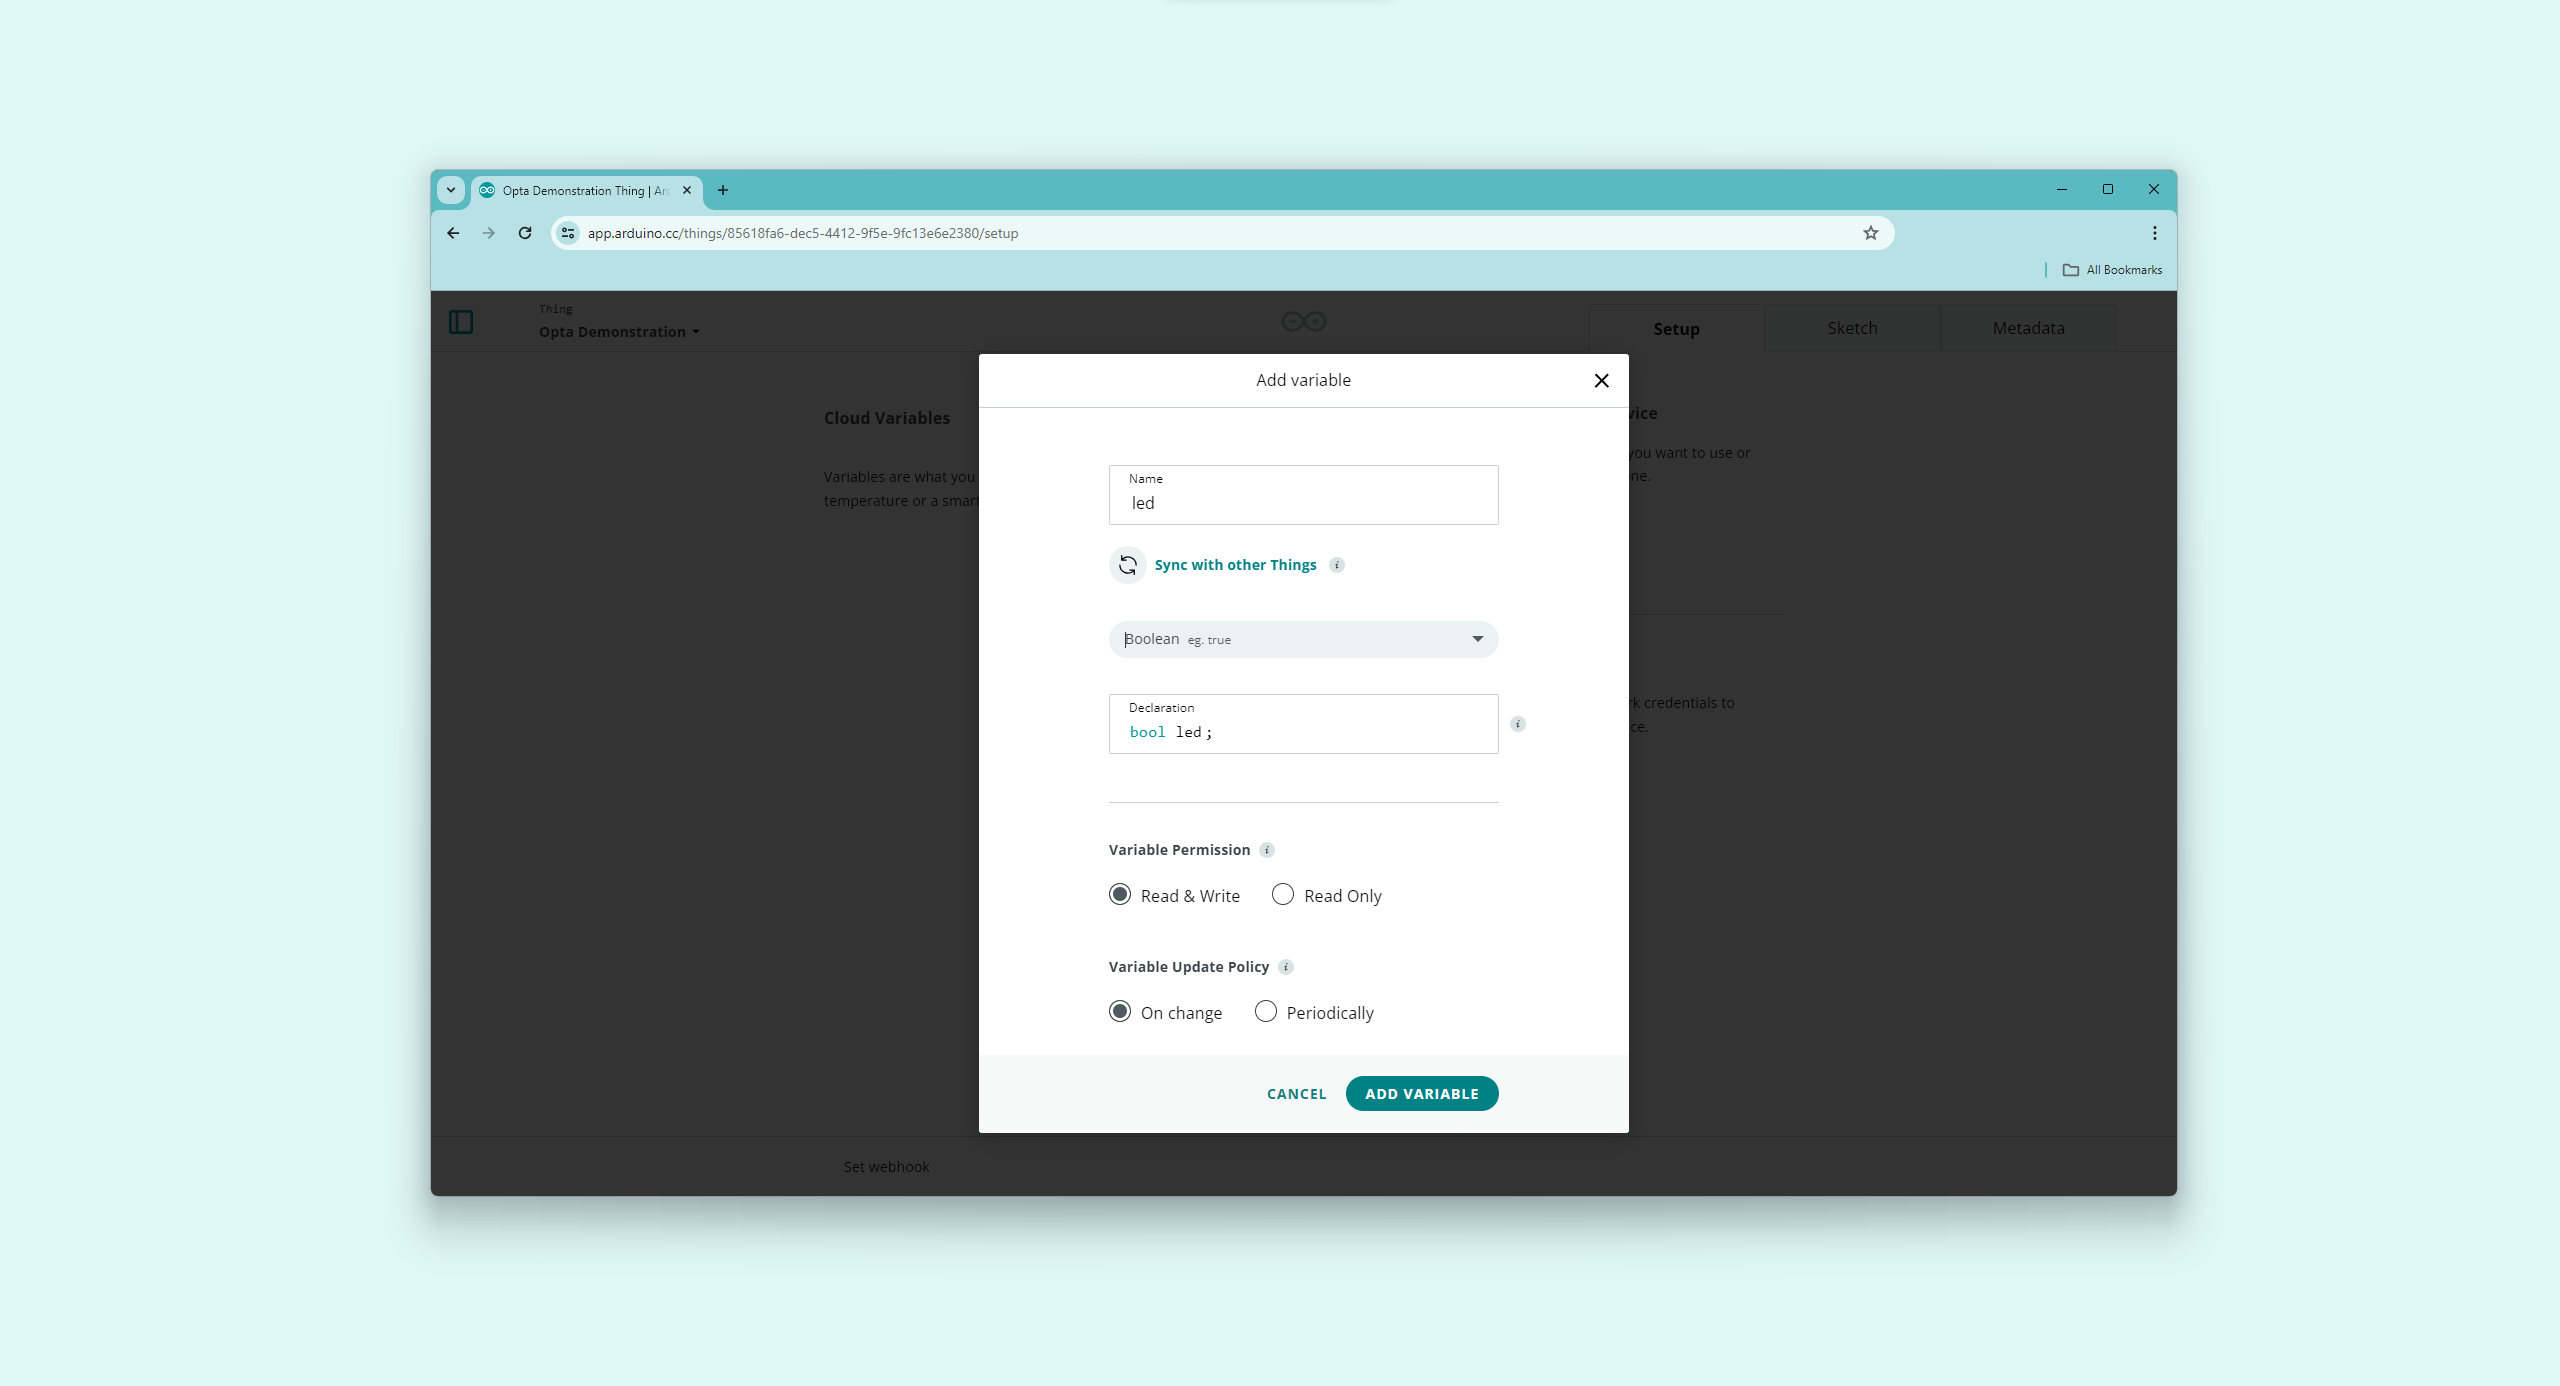 Opta Demonstration Thing | Ar
app.arduino.cc/things/85618fa6-dec5-4412-9f5e-9fc13e6e2380/setup
All Bookmarks
Thing
Opta Demonstration
Setup
Sketch
Metadata
Cloud Variables
Variables are what you
temperature or a smart
Add variable
Name
led
Sync with other Things
Boolean eg. true
Declaration
bool led;
Variable Permission
Read & Write
Read Only
Variable Update Policy
On change
Periodically
CANCEL
ADD VARIABLE
vice
you want to use or
ne.
rk credentials to
ce.
Set webhook